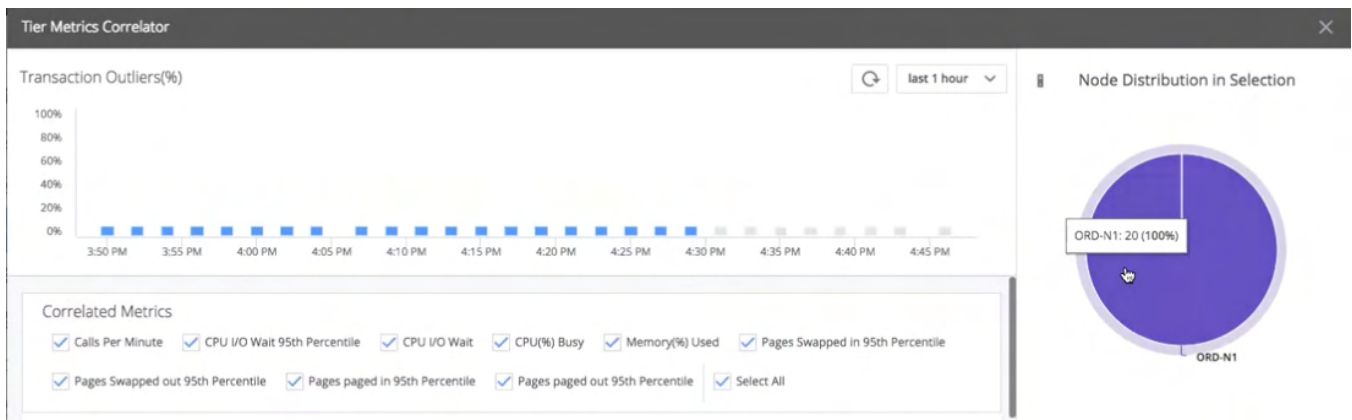 Tier Metrics Correlator
Transaction Outliers(%)
last 1 hour
100%
80%
60%
40%
20%
0%
3:50 PM 3:55 PM 4:00 PM 4:05 PM 4:10 PM 4:15 PM 4:20 PM 4:25 PM 4:30 PM 4:35 PM 4:40 PM 4:45 PM
Correlated Metrics
Calls Per Minute CPU I/O Wait 95th Percentile CPU I/O Wait CPU(%) Busy Memory(%) Used Pages Swapped in 95th Percentile
Pages Swapped out 95th Percentile Pages paged in 95th Percentile Pages paged out 95th Percentile Select All
Node Distribution in Selection
ORD-N1: 20 (100%)
ORD-N1